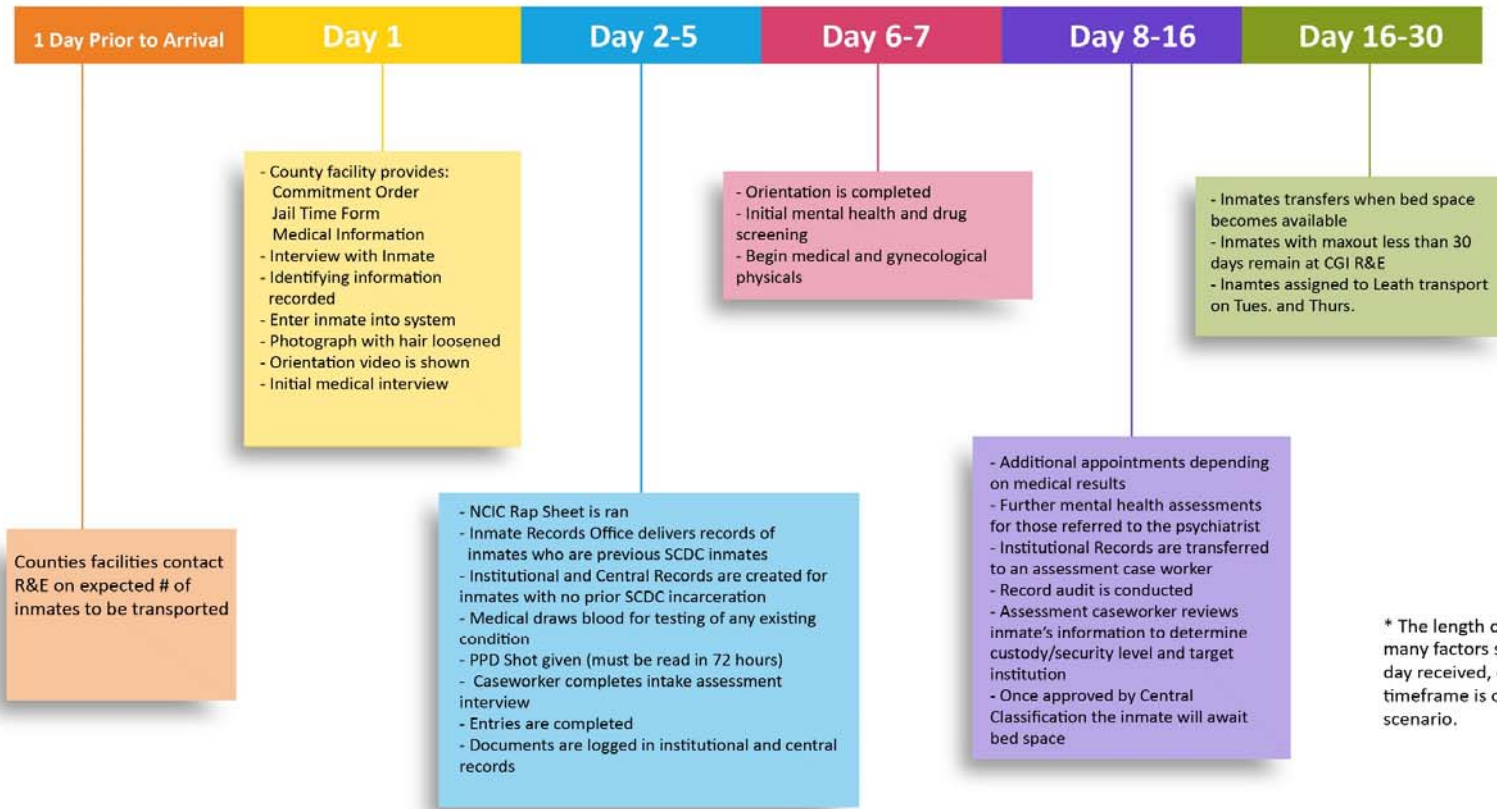 1 Day Prior to Arrival
Day 1
Day 2-5
Day 6-7
Day 8-16
Day 16-30
Counties facilities contact
R&E on expected # of
inmates to be transported
- County facility provides:
Commitment Order
Jail Time Form
Medical Information
- Interview with Inmate
- Identifying information
recorded
- Enter inmate into system
- Photograph with hair loosened
- Orientation video is shown
- Initial medical interview
- NCIC Rap Sheet is ran
- Inmate Records Office delivers records of
inmates who are previous SCDC inmates
- Institutional and Central Records are created for
inmates with no prior SCDC incarceration
- Medical draws blood for testing of any existing
condition
- PPD Shot given (must be read in 72 hours)
- Caseworker completes intake assessment
interview
- Entries are completed
- Documents are logged in institutional and central
records
- Orientation is completed
- Initial mental health and drug
screening
- Begin medical and gynecological
physicals
- Additional appointments depending
on medical results
- Further mental health assessments
for those referred to the psychiatrist
- Institutional Records are transferred
to an assessment case worker
- Record audit is conducted
- Assessment caseworker reviews
inmate's information to determine
custody/security level and target
institution
- Once approved by Central
Classification the inmate will await
bed space
- Inmates transfers when bed space
becomes available
- Inmates with maxout less than 30
days remain at CGI R&E
- Inamtes assigned to Leath transport
on Tues. and Thurs.
* The length
many factors
day received,
timeframe is
scenario.